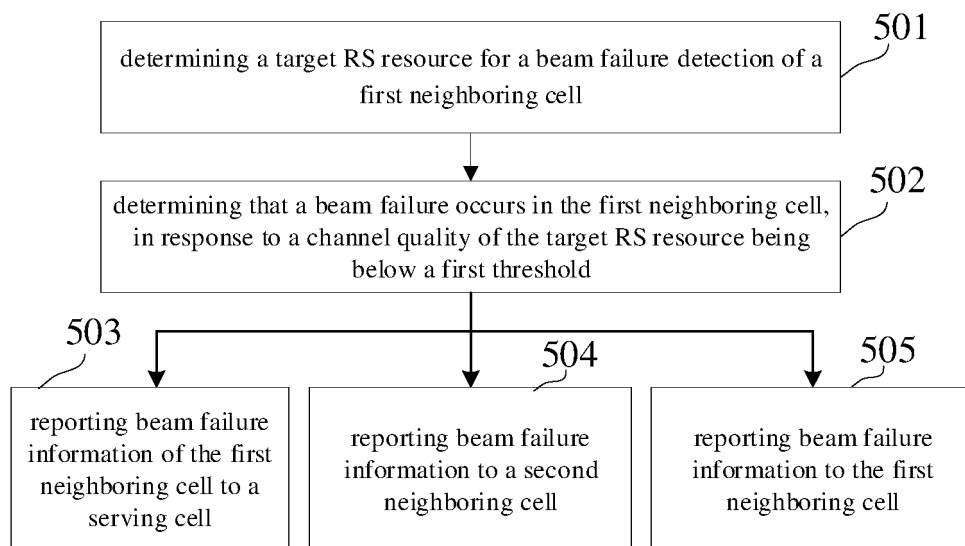 501
determining a target RS resource for a beam failure detection of a
first neighboring cell
502
determining that a beam failure occurs in the first neighboring cell,
in response to a channel quality of the target RS resource being
below a first threshold
503
reporting beam failure
information of the first
neighboring cell to a
serving cell
504
reporting beam failure
information to a second
neighboring cell
505
reporting beam failure
information to the first
neighboring cell